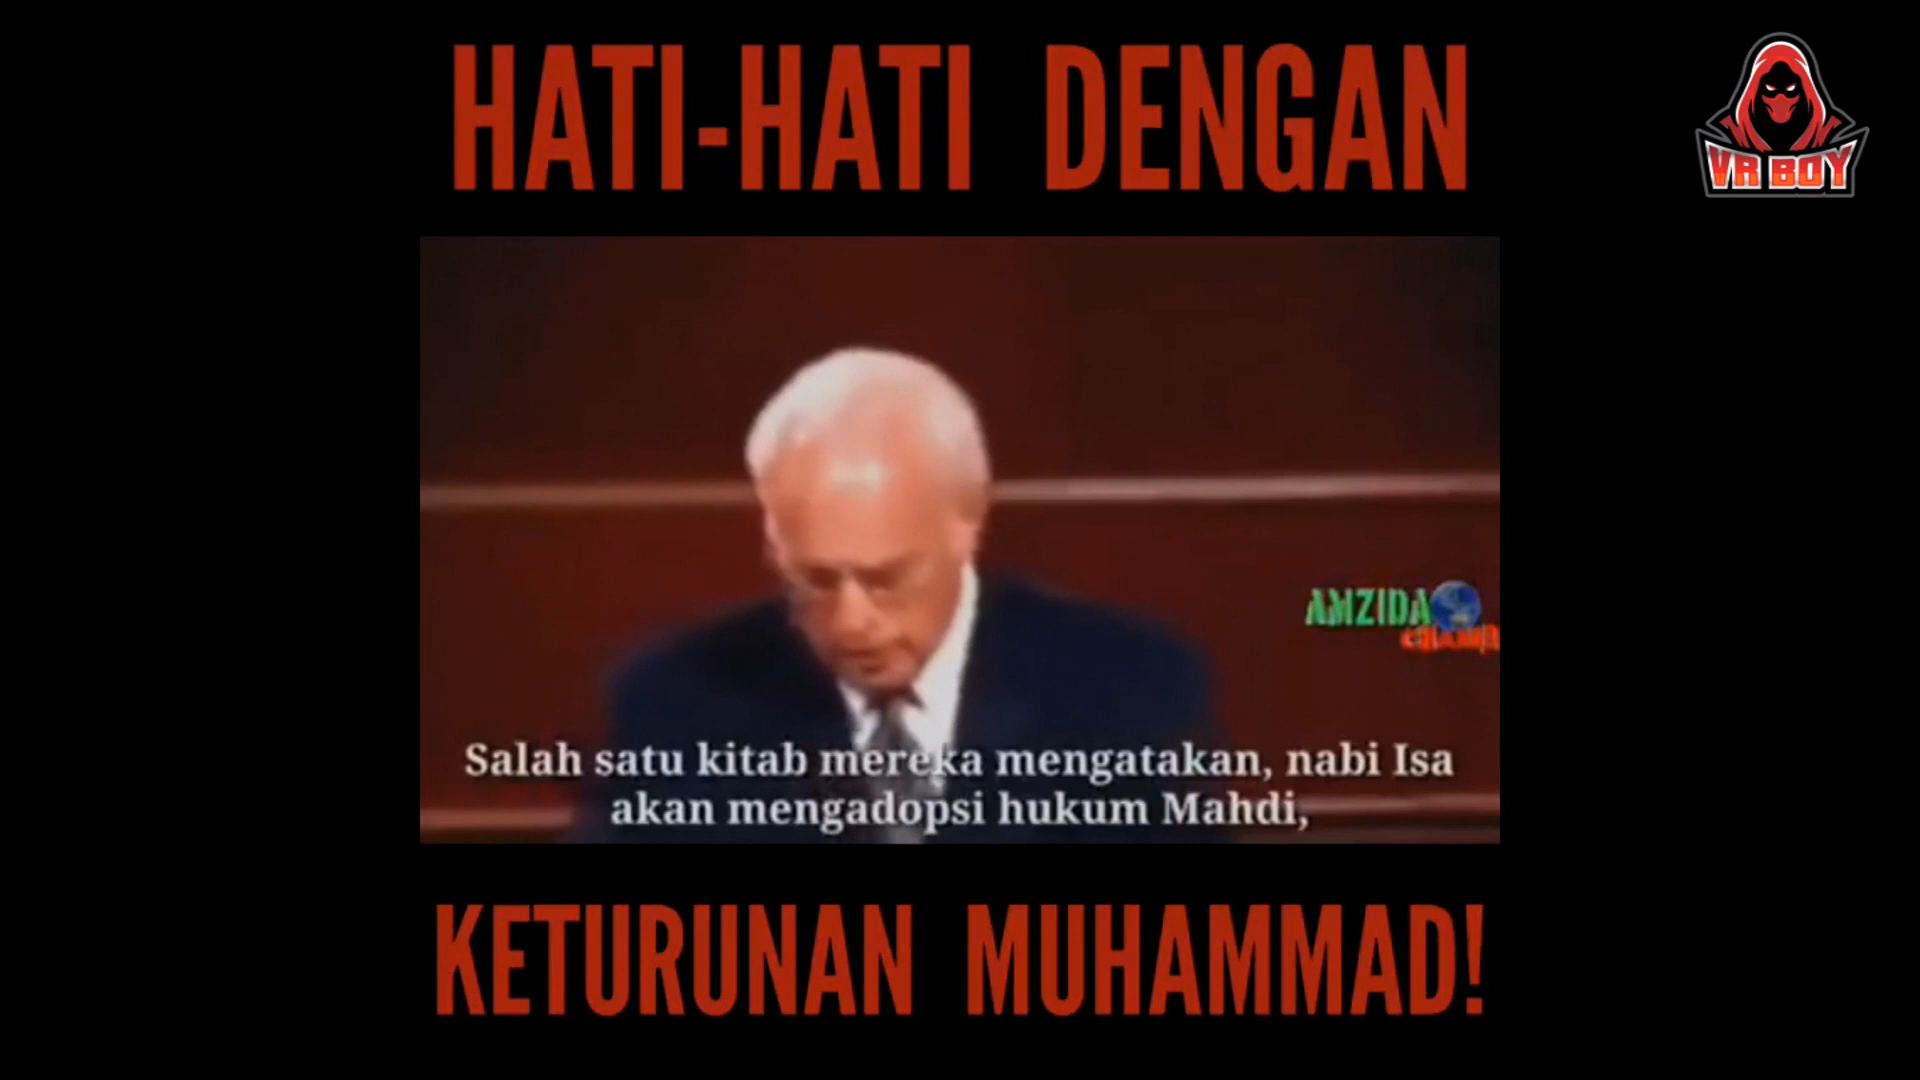 HATI-HATI DENGAN
VR BOY
AMZIDA
Salah satu kitab mereka mengatakan, nabi Isa
akan mengadopsi hukum Mahdi,
KETURUNAN MUHAMMAD!